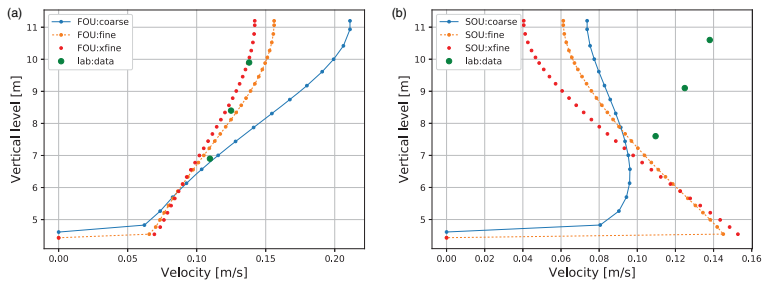 (a)
FOU:coarse
FOU:fine
FOU:xfine
lab:data
Vertical level [m]
11
10
9
8
7
6
5
0.00 0.05 0.10 0.15 0.20
Velocity [m/s]
(b)
SOU:coarse
SOU:fine
SOU:xfine
lab:data
Vertical level [m]
11
10
9
8
7
6
5
0.00 0.02 0.04 0.06 0.08 0.10 0.12 0.14 0.16
Velocity [m/s]